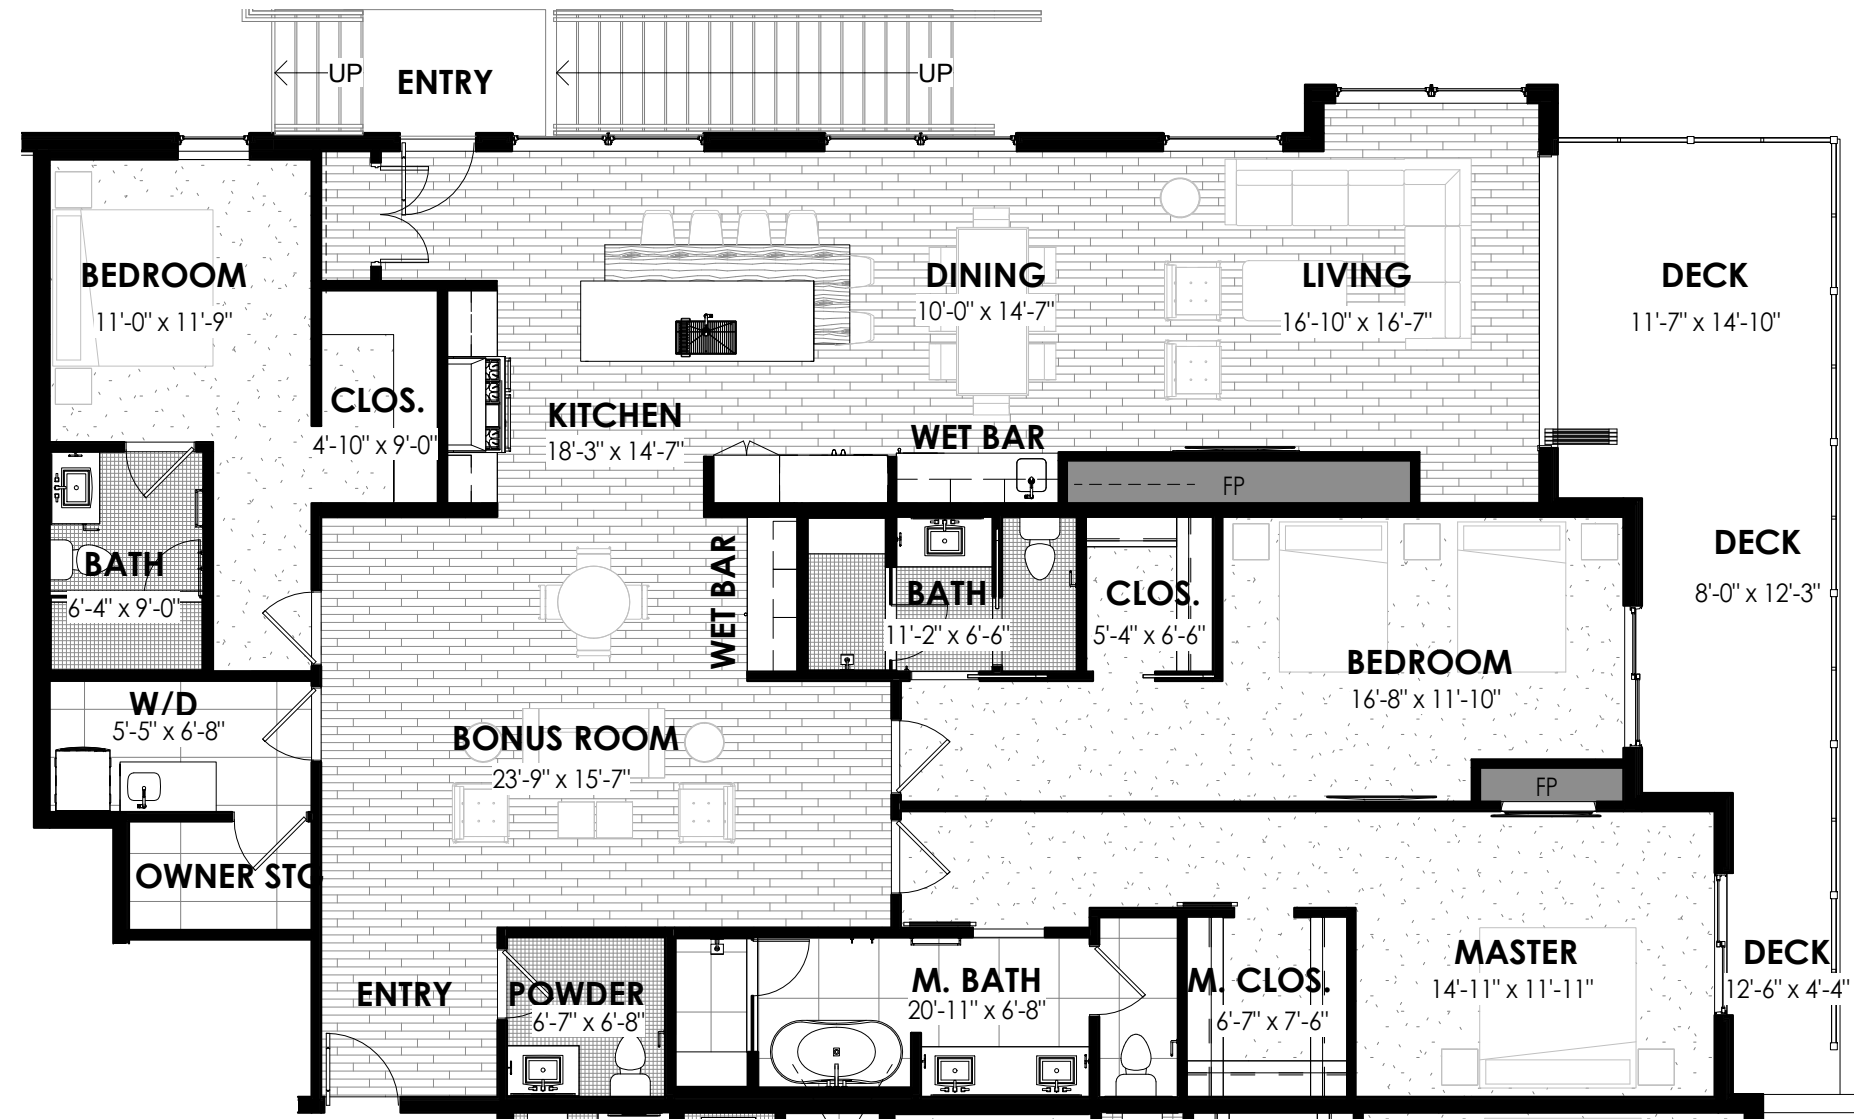 UP
ENTRY
UP
BEDROOM
11'-0" x 11'-9"
DINING
10'-0" x 14'-7"
LIVING
16'-10" x 16'-7"
DECK
11'-7" x 14'-10"
CLOS.
4'-10" x 9'-0"
KITCHEN
18'-3" x 14'-7"
WET BAR
FP
BATH
6'-4" x 9'-0"
WET BAR
BATH
11'-2" x 6'-6"
CLOS.
5'-4" x 6'-6"
BEDROOM
16'-8" x 11'-10"
DECK
8'-0" x 12'-3"
W/D
5'-5" x 6'-8"
BONUS ROOM
23'-9" x 15'-7"
FP
OWNER STG
ENTRY
POWDER
6'-7" x 6'-8"
M. BATH
20'-11" x 6'-8"
M. CLOS.
6'-7" x 7'-6"
MASTER
14'-11" x 11'-11"
DECK
12'-6" x 4'-4"